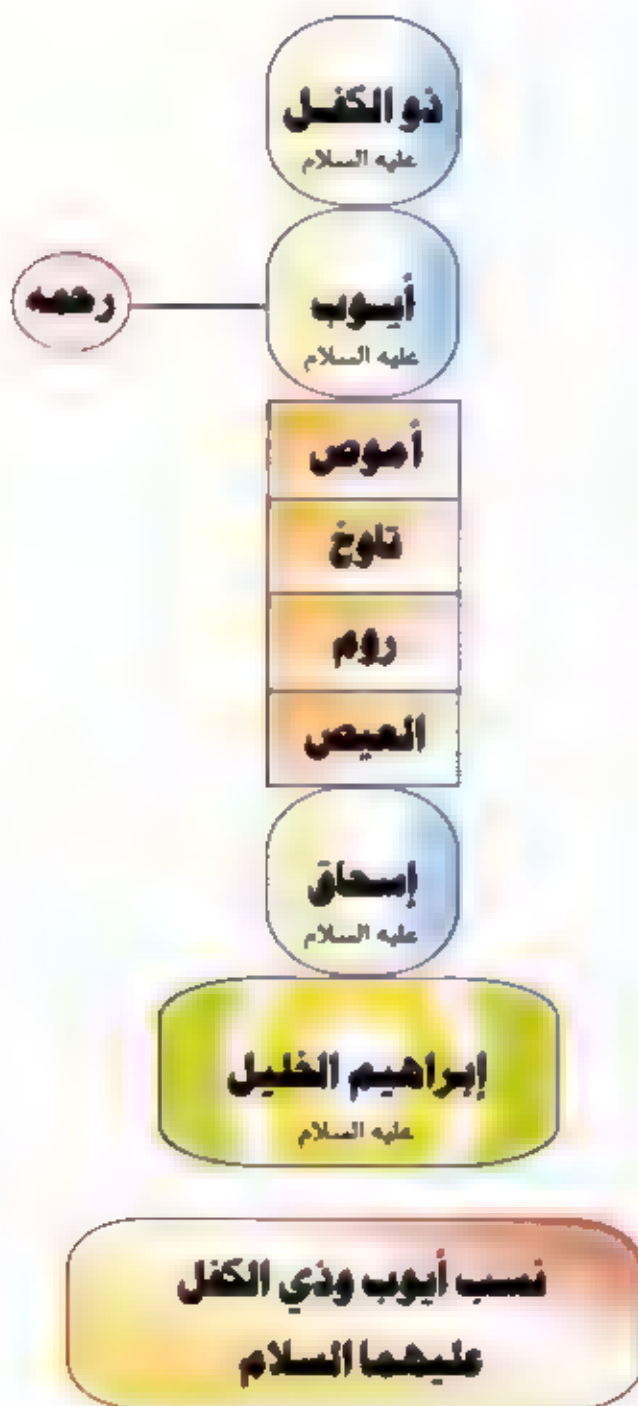 ذو الكفل
عليه السلام
أيوب
عليه السلام
رحمه
أموص
تلوخ
روم
العيص
إسحاق
عليه السلام
إبراهيم الخليل
عليه السلام
نسب أيوب وذي الكفل
عليهما السلام